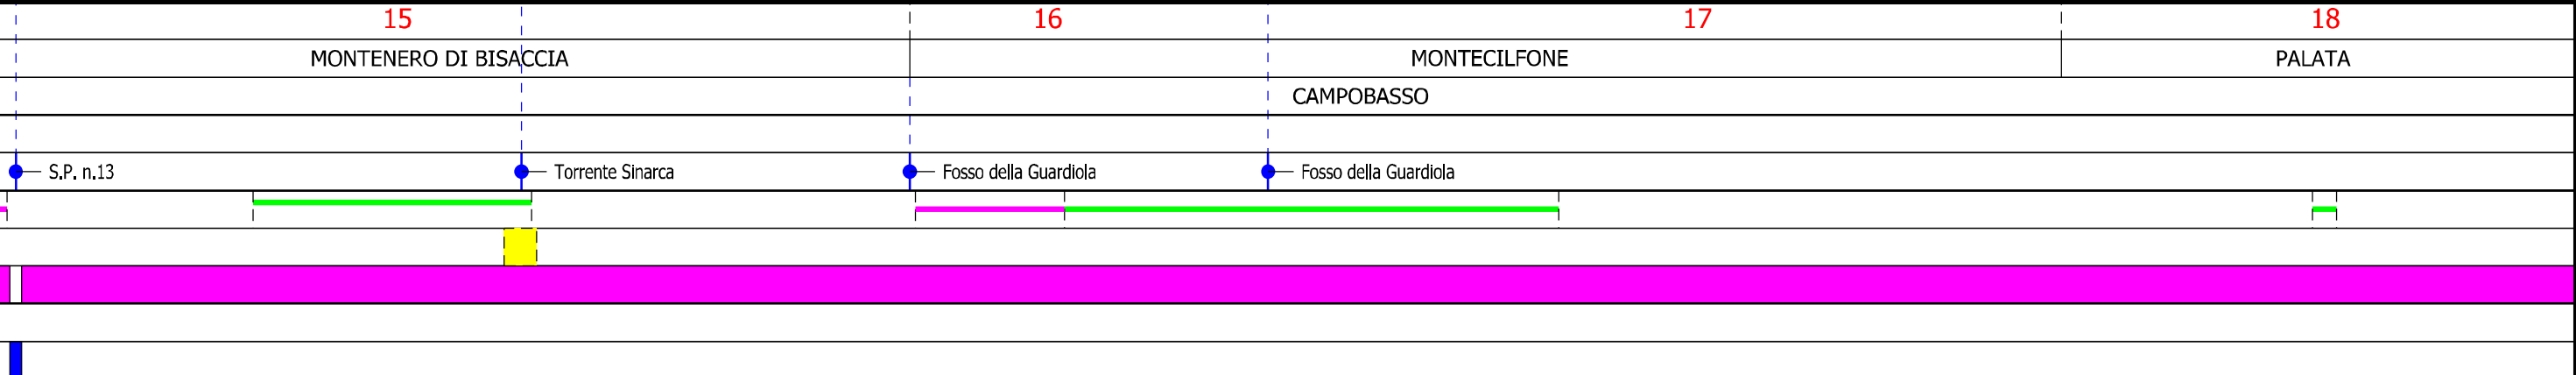 15 16 17 18
MONTENERO DI BISACCIA MONTECILFONE PALATA
CAMPOBASSO
S.P. n.13 Torrente Sinarca Fosso della Guardiola Fosso della Guardiola